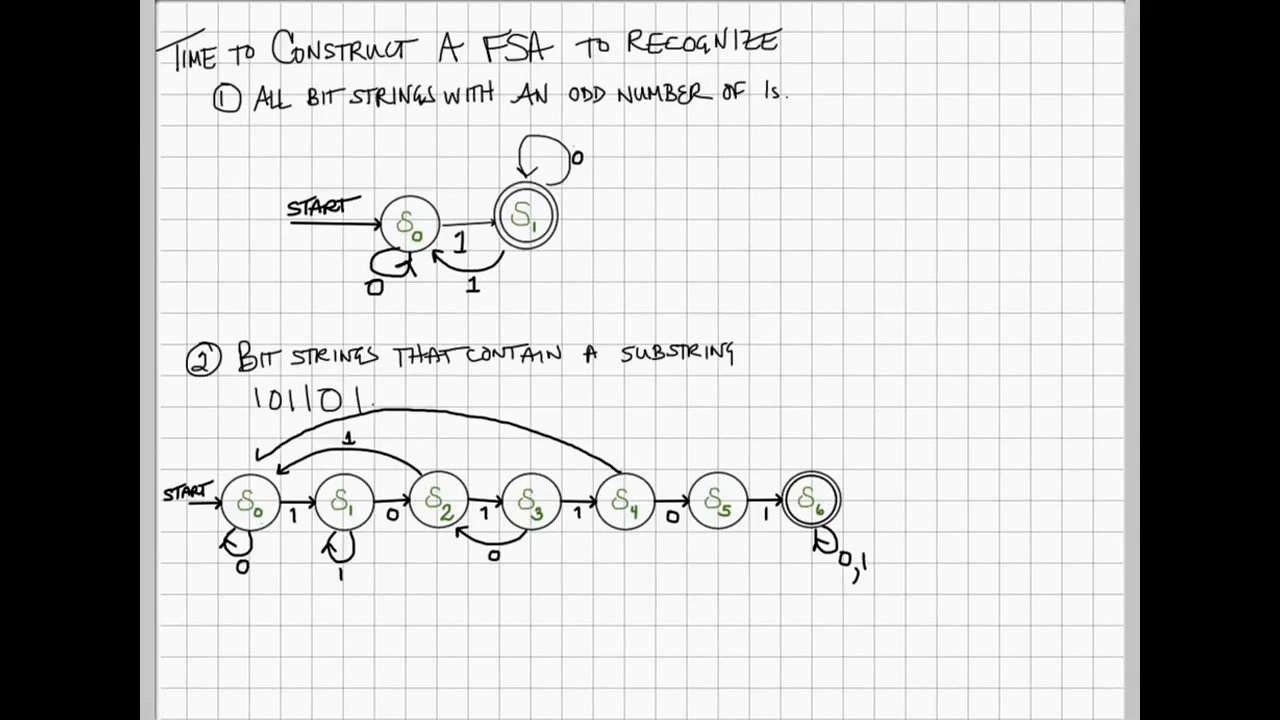 TIME TO CONSTRUCT A FSA TO RECOGNIZE
① ALL BIT STRINGS WITH AN ODD NUMBER OF 1s.
0
START
S0
S1
1
0
1
② BIT STRINGS THAT CONTAIN A SUBSTRING
101101.
1
START
S0
1
S1
0
S2
1
S3
1
S4
0
S5
1
S6
0
1
0
0,1